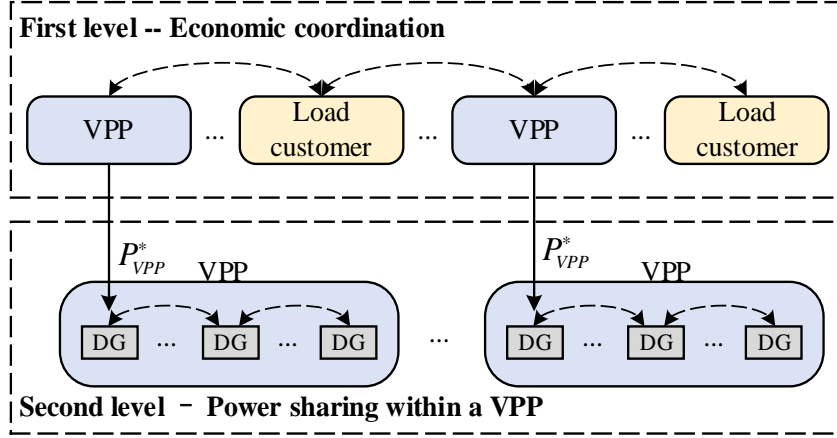 First level -- Economic coordination
VPP ... Load customer ... VPP ... Load customer
P*VPP VPP P*VPP VPP
DG ... DG ... DG ... DG ... DG ... DG
Second level – Power sharing within a VPP